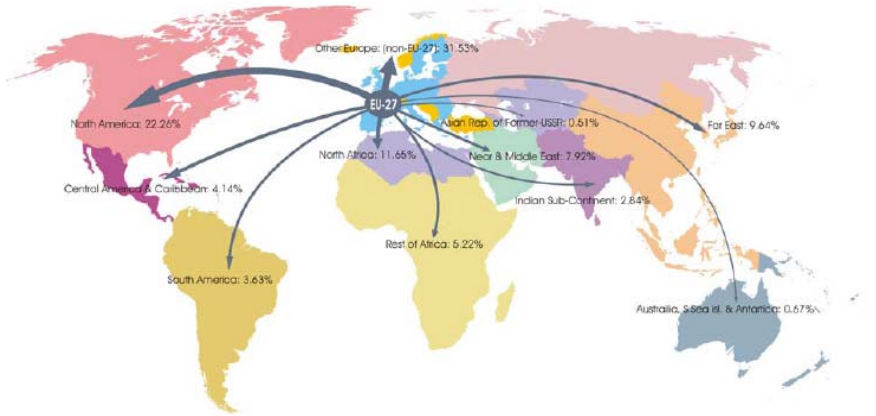 Other Europe: (non-EU-27): 31.53%
EU-27
North America: 22.26%
Asian Rep. of Former-USSR: 0.51%
Far East: 9.64%
North Africa: 11.65%
Near & Middle East: 7.92%
Central America & Caribbean: 4.14%
Indian Sub-Continent: 2.84%
Rest of Africa: 5.22%
South America: 3.63%
Australia, S.Sea isl. & Antartica: 0.67%